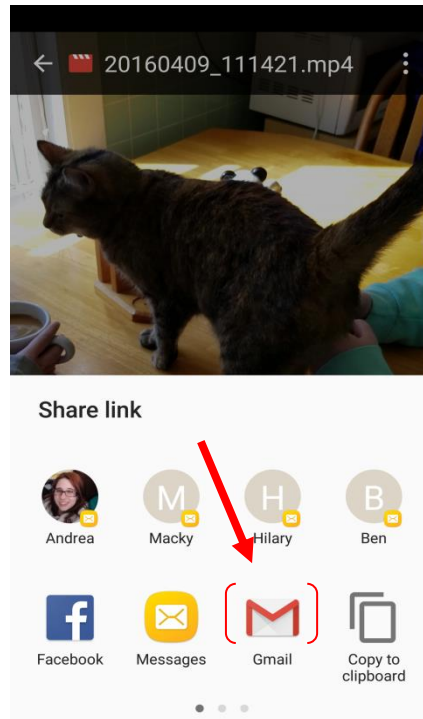 20160409_111421.mp4
Share link
M H B
Andrea Macky Hilary Ben
f
Facebook Messages Gmail Copy to
clipboard